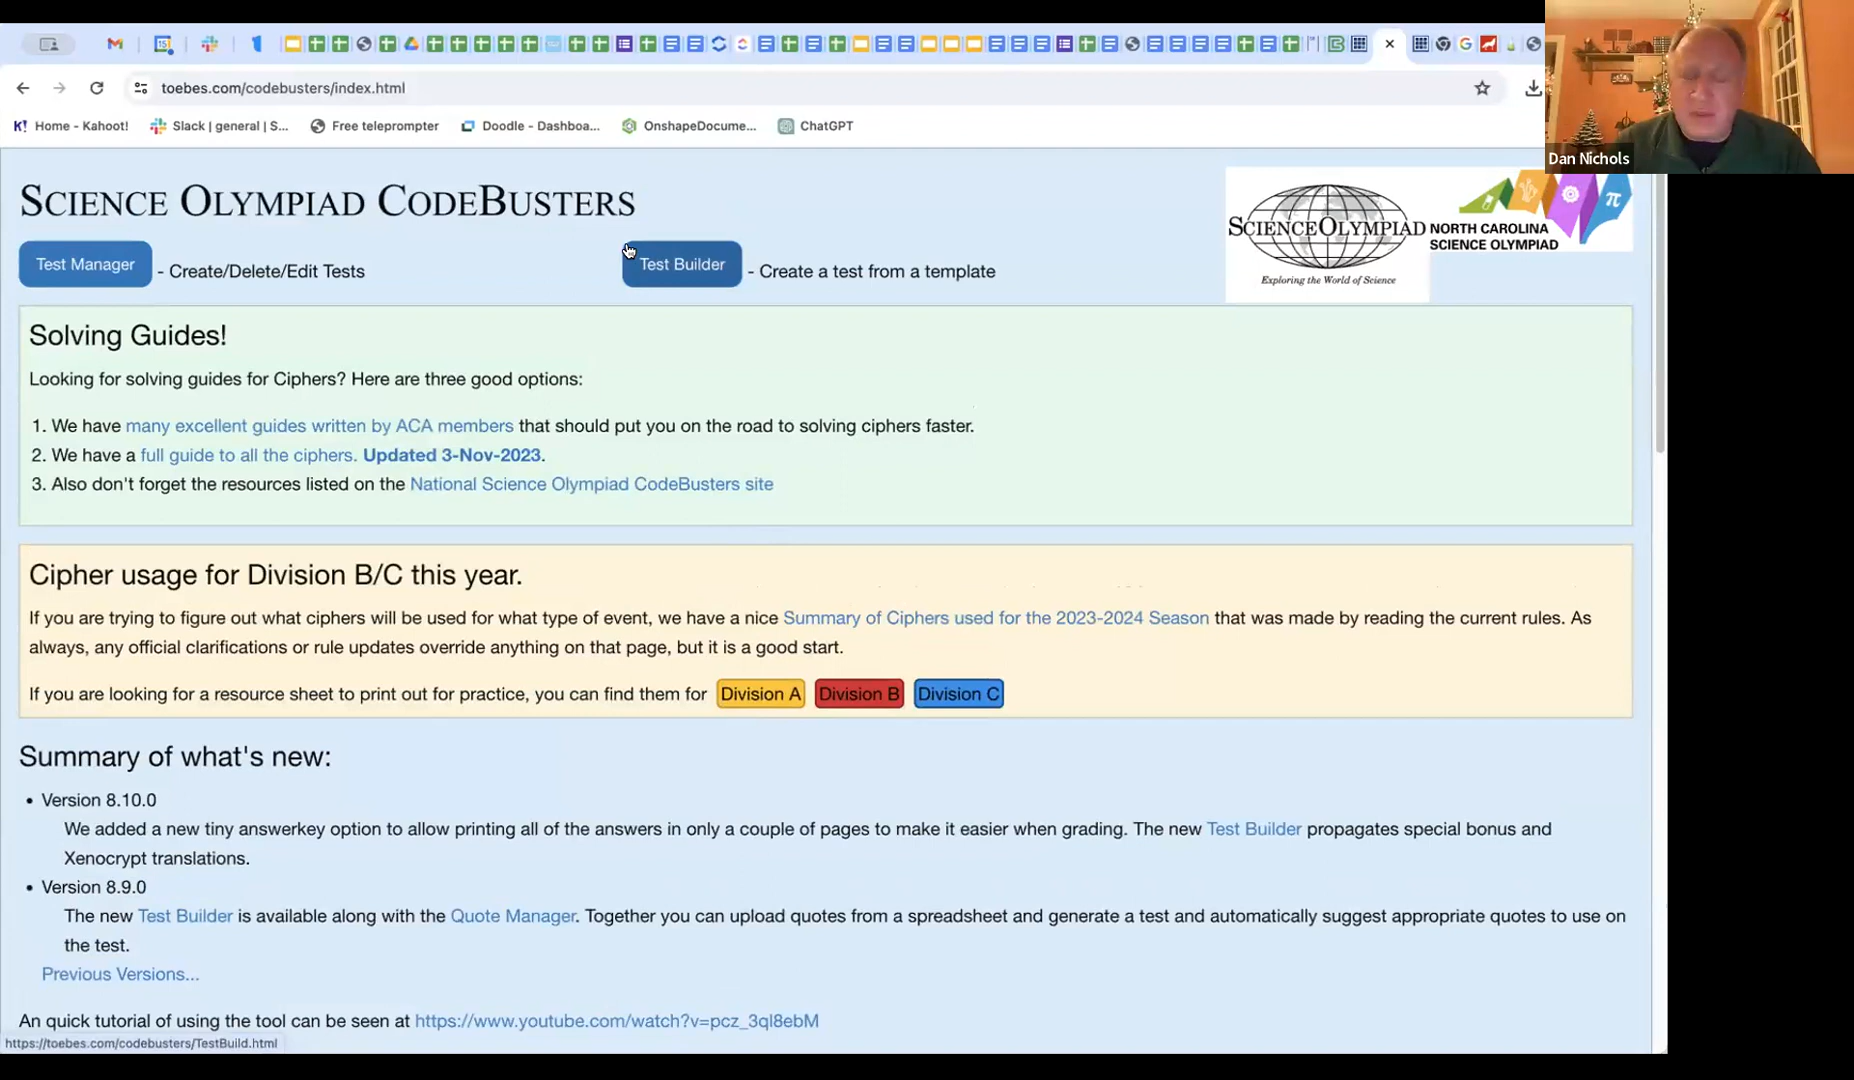 toebes.com/codebusters/index.html
Home - Kahoot!
Slack | general | S...
Free teleprompter
Doodle - Dashboa...
OnshapeDocume...
ChatGPT
Dan Nichols
SCIENCE OLYMPIAD CODEBUSTERS
Test Manager - Create/Delete/Edit Tests
Test Builder - Create a test from a template
SCIENCEOLYMPIAD
Exploring the World of Science
π
NORTH CAROLINA
SCIENCE OLYMPIAD
Solving Guides!
Looking for solving guides for Ciphers? Here are three good options:
1. We have many excellent guides written by ACA members that should put you on the road to solving ciphers faster.
2. We have a full guide to all the ciphers. Updated 3-Nov-2023.
3. Also don't forget the resources listed on the National Science Olympiad CodeBusters site
Cipher usage for Division B/C this year.
If you are trying to figure out what ciphers will be used for what type of event, we have a nice Summary of Ciphers used for the 2023-2024 Season that was made by reading the current rules. As
always, any official clarifications or rule updates override anything on that page, but it is a good start.
If you are looking for a resource sheet to print out for practice, you can find them for Division A Division B Division C
Summary of what's new:
• Version 8.10.0
We added a new tiny answerkey option to allow printing all of the answers in only a couple of pages to make it easier when grading. The new Test Builder propagates special bonus and
Xenocrypt translations.
• Version 8.9.0
The new Test Builder is available along with the Quote Manager. Together you can upload quotes from a spreadsheet and generate a test and automatically suggest appropriate quotes to use on
the test.
Previous Versions...
An quick tutorial of using the tool can be seen at https://www.youtube.com/watch?v=pcz_3ql8ebM
https://toebes.com/codebusters/TestBuild.html